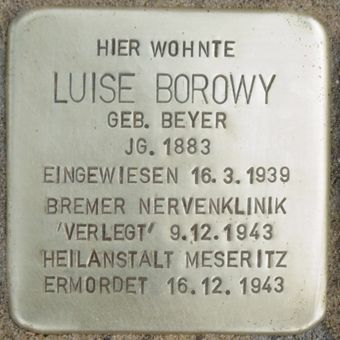 HIER WOHNTE
LUISE BOROWY
GEB. BEYER
JG. 1883
EINGEWIESEN 16.3.1939
BREMER NERVENKLINIK
'VERLEGT' 9.12.1943
HEILANSTALT MESERITZ
ERMORDET 16.12.1943